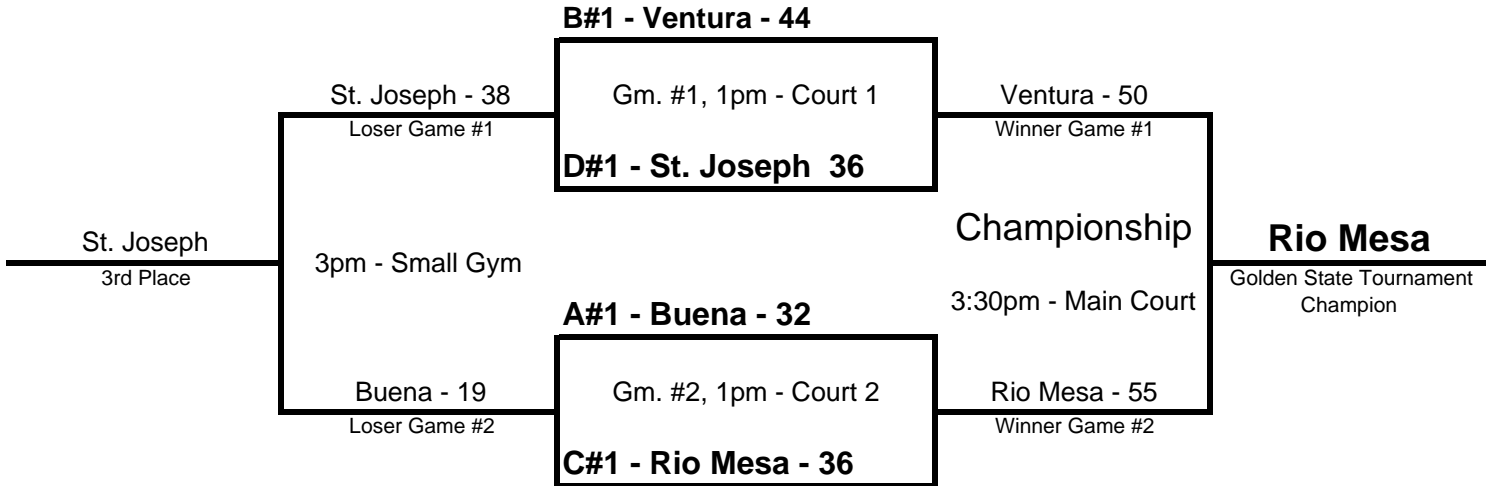 B#1 - Ventura - 44
St. Joseph - 38
Gm. #1, 1pm - Court 1
Ventura - 50
Loser Game #1
Winner Game #1
D#1 - St. Joseph  36
Championship
St. Joseph
3pm - Small Gym
Rio Mesa
3rd Place
Golden State Tournament
Champion
3:30pm - Main Court
A#1 - Buena - 32
Buena - 19
Gm. #2, 1pm - Court 2
Rio Mesa - 55
Loser Game #2
Winner Game #2
C#1 - Rio Mesa - 36